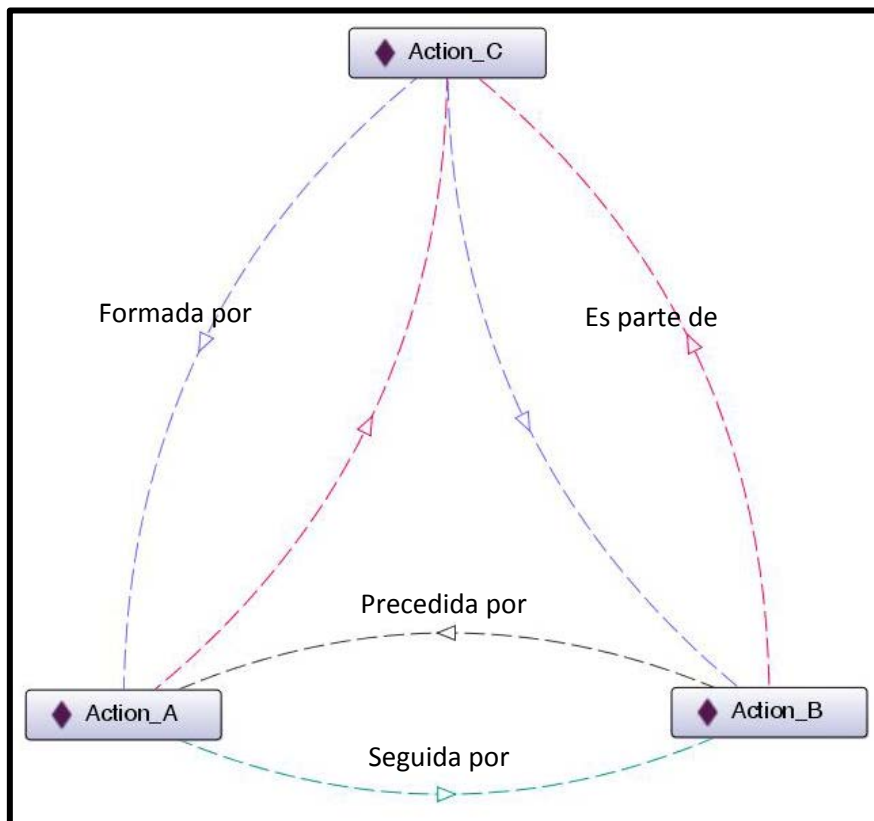 Action_C
Formada por
Es parte de
Precedida por
Action_A
Action_B
Seguida por